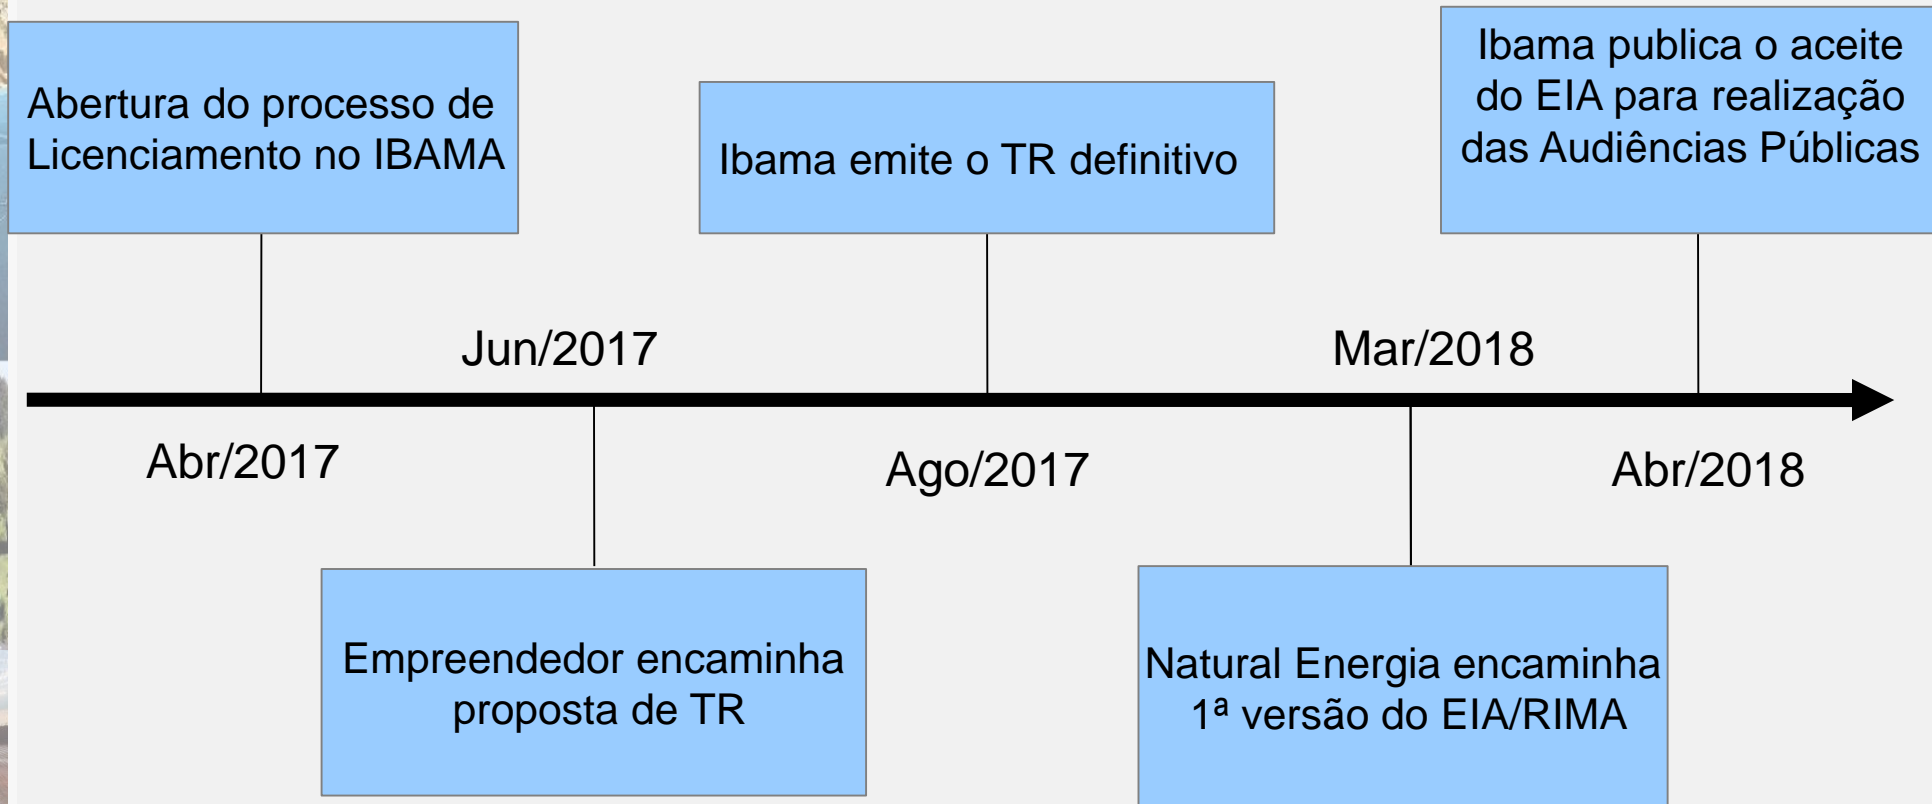 Abertura do processo de
Licenciamento no IBAMA
Ibama emite o TR definitivo
Ibama publica o aceite
do EIA para realização
das Audiências Públicas
Jun/2017
Mar/2018
Abr/2017
Ago/2017
Abr/2018
Empreendedor encaminha
proposta de TR
Natural Energia encaminha
1ª versão do EIA/RIMA